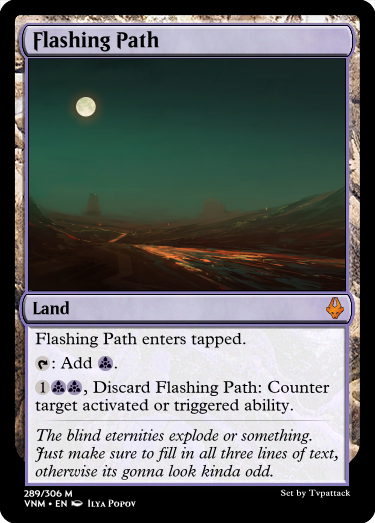 Flashing Path
Land
Flashing Path enters tapped.
: Add .
1, Discard Flashing Path: Counter
target activated or triggered ability.
The blind eternities explode or something.
Just make sure to fill in all three lines of text,
otherwise its gonna look kinda odd.
289/306 M
VNM • EN Ilya Popov
Set by Tvpattack